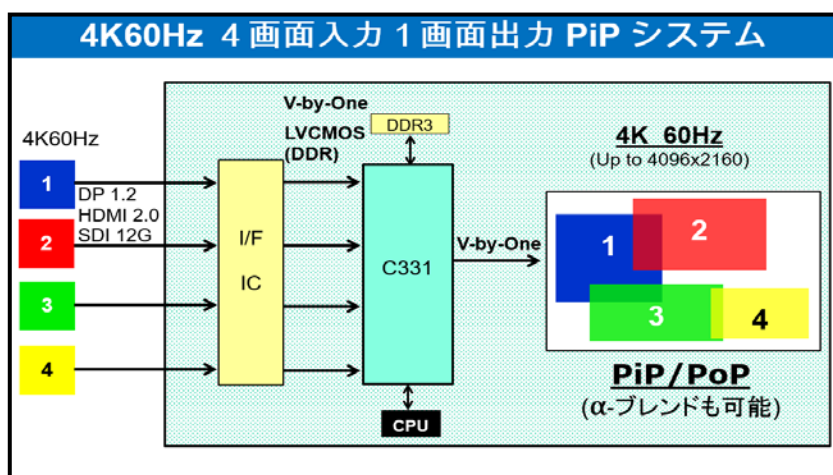 4K60Hz 4画面入力1画面出力 PiP システム
4K60Hz
1
2
3
4
DP 1.2
HDMI 2.0
SDI 12G
I/F
IC
V-by-One
LVCMOS
(DDR)
DDR3
C331
CPU
V-by-One
4K 60Hz
(Up to 4096x2160)
1
2
3
4
PiP/PoP
(α-ブレンドも可能)